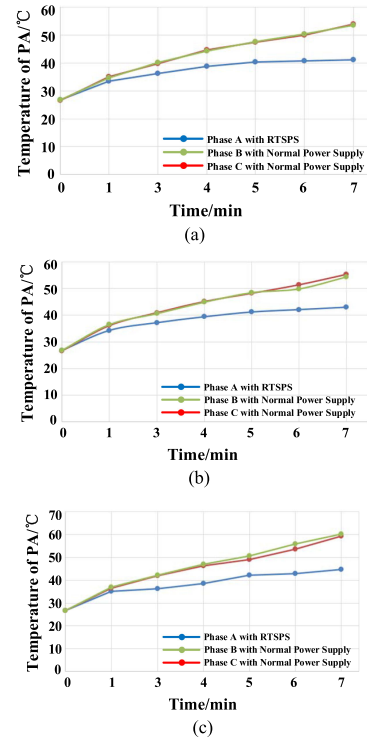 Temperature of PA/℃
60
50
40
30
20
10
0
Phase A with RTSPS
Phase B with Normal Power Supply
Phase C with Normal Power Supply
0 1 3 4 5 6 7
Time/min
(a)
Temperature of PA/℃
60
50
40
30
20
10
0
Phase A with RTSPS
Phase B with Normal Power Supply
Phase C with Normal Power Supply
0 1 3 4 5 6 7
Time/min
(b)
Temperature of PA/℃
70
60
50
40
30
20
10
0
Phase A with RTSPS
Phase B with Normal Power Supply
Phase C with Normal Power Supply
0 1 3 4 5 6 7
Time/min
(c)